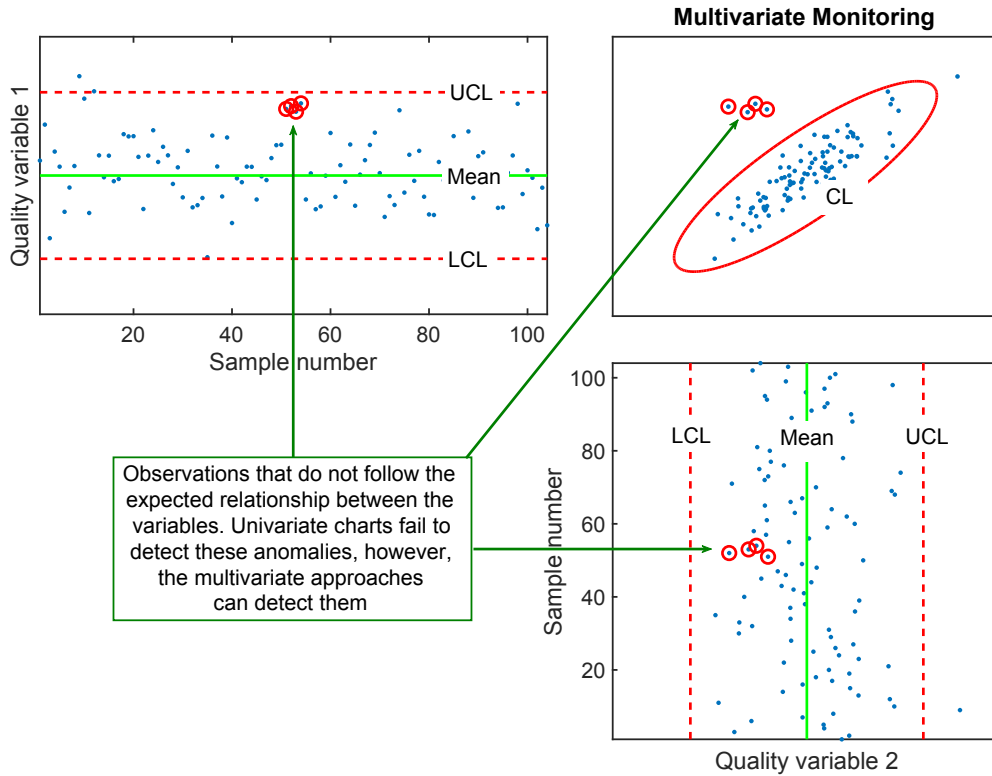 Multivariate Monitoring
Quality variable 1
UCL
Mean
LCL
20
40
60
80
100
Sample number
CL
Observations that do not follow the
expected relationship between the
variables. Univariate charts fail to
detect these anomalies, however,
the multivariate approaches
can detect them
Sample number
100
80
60
40
20
LCL
Mean
UCL
Quality variable 2